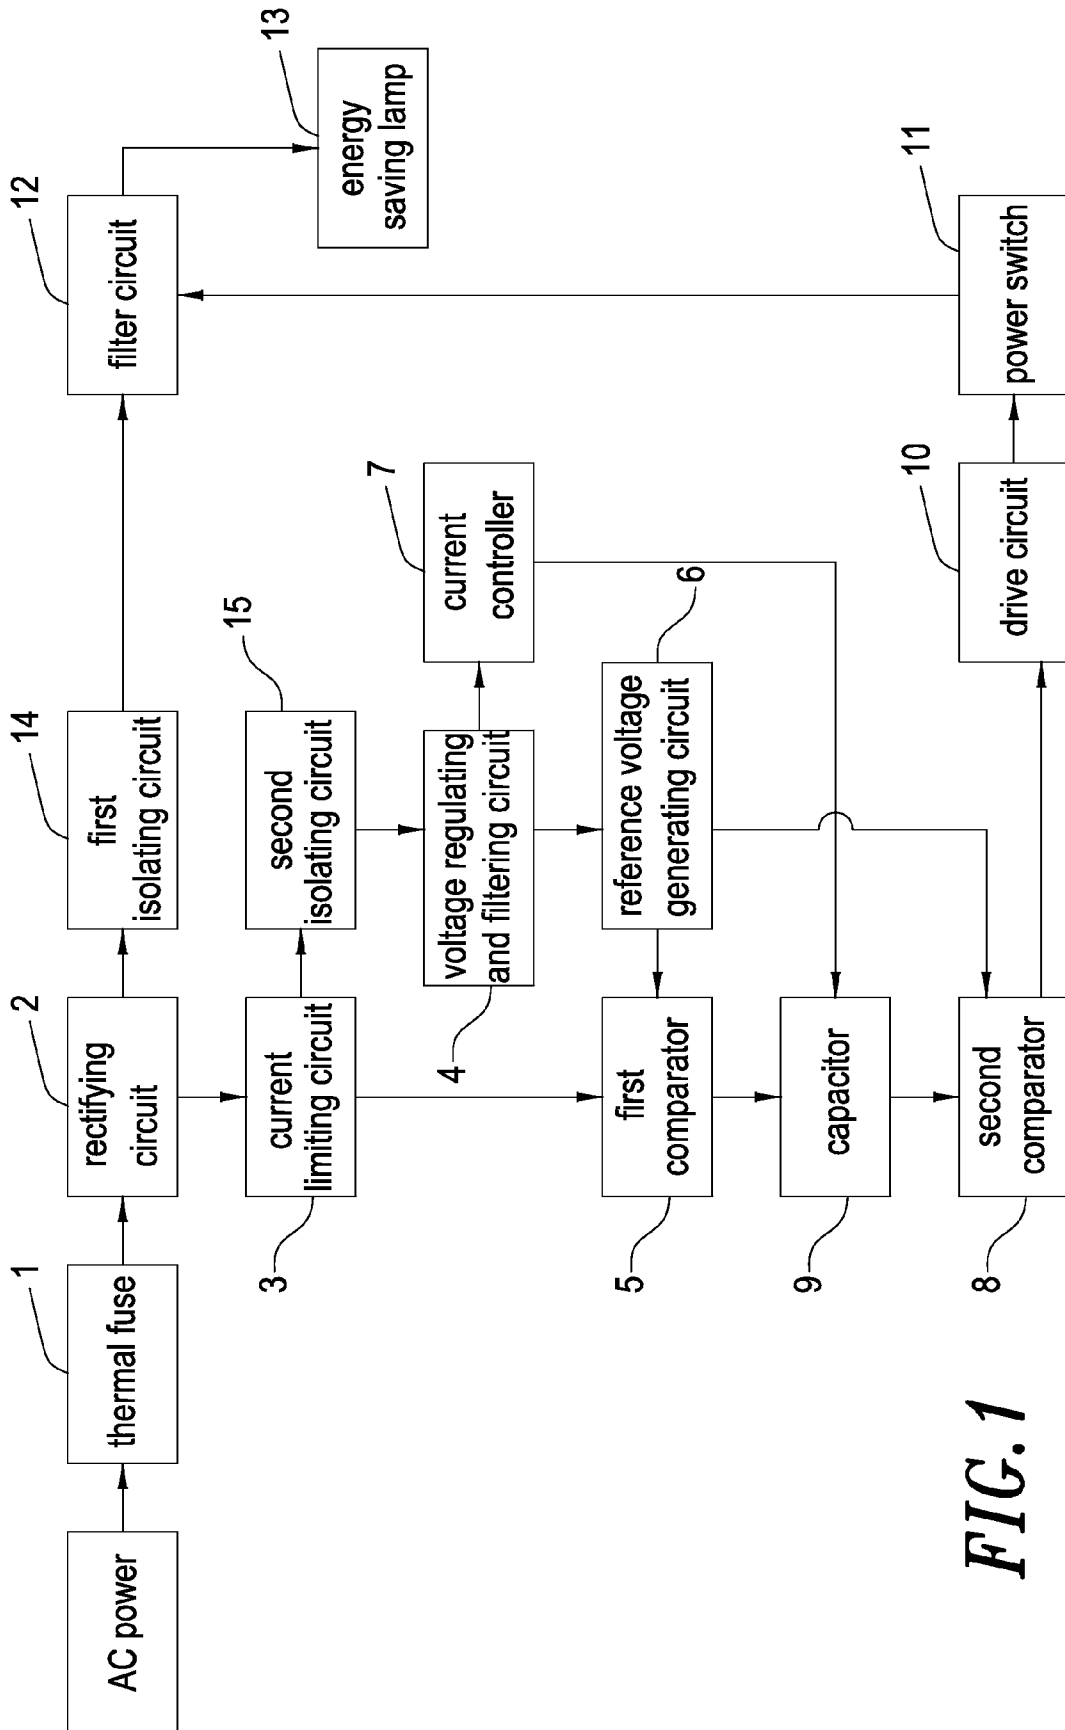 AC power
1
thermal fuse
2
rectifying
circuit
14
first
isolating circuit
12
filter circuit
13
energy
saving lamp
3
current
limiting circuit
15
second
isolating circuit
4
voltage regulating
and filtering circuit
7
current
controller
6
reference voltage
generating circuit
5
first
comparator
9
capacitor
8
second
comparator
10
drive circuit
11
power switch
FIG.1